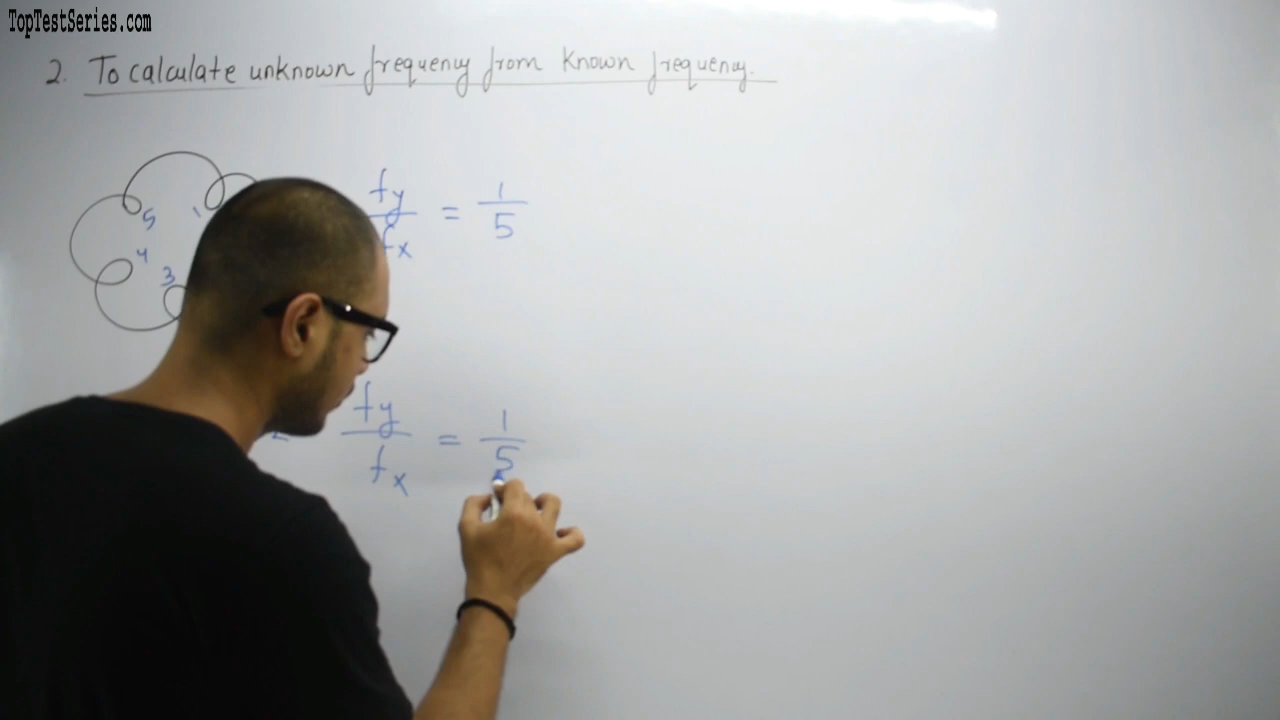 TopTestSeries.com
2. To calculate unknown frequency from known frequency.
5 1 fy/fx = 1/5
4
3
= fy/fx = 1/5